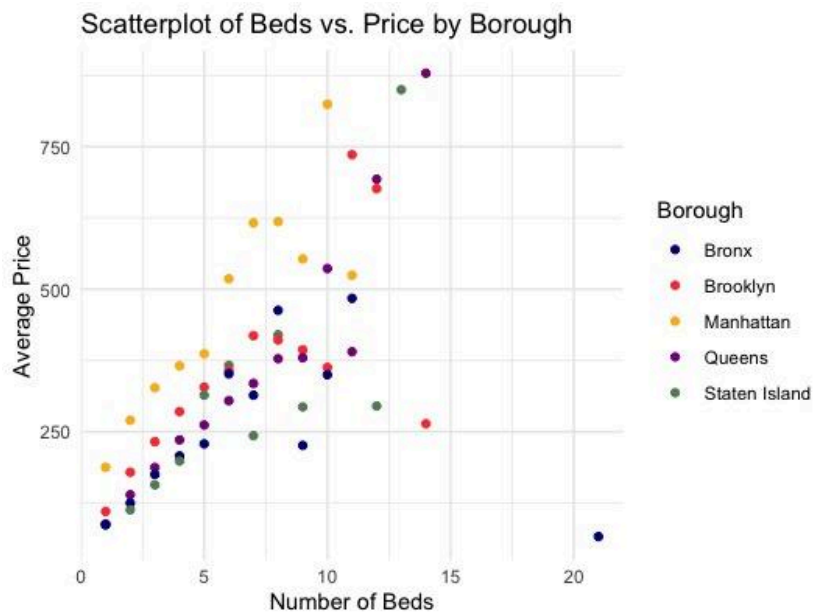 Scatterplot of Beds vs. Price by Borough
750
500
250
Average Price
0 5 10 15 20
Number of Beds
Borough
Bronx
Brooklyn
Manhattan
Queens
Staten Island